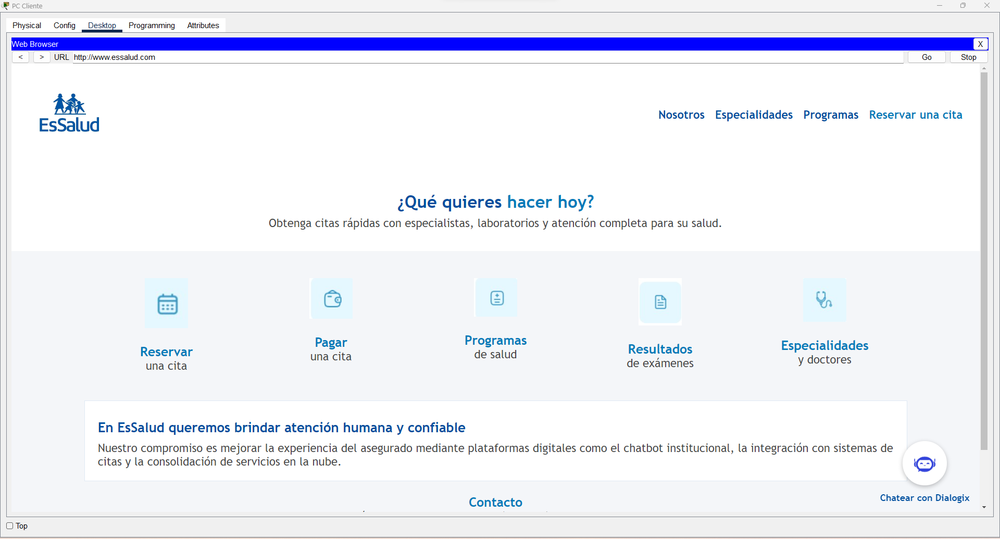 PC Cliente
Physical Config Desktop Programming Attributes
Web Browser X
< > URL http://www.essalud.com Go Stop
EsSalud
Nosotros Especialidades Programas Reservar una cita
¿Qué quieres hacer hoy?
Obtenga citas rápidas con especialistas, laboratorios y atención completa para su salud.
Reservar
una cita
Pagar
una cita
Programas
de salud
Resultados
de exámenes
Especialidades
y doctores
En EsSalud queremos brindar atención humana y confiable
Nuestro compromiso es mejorar la experiencia del asegurado mediante plataformas digitales como el chatbot institucional, la integración con sistemas de
citas y la consolidación de servicios en la nube.
Contacto
Chatear con Dialogix
Top